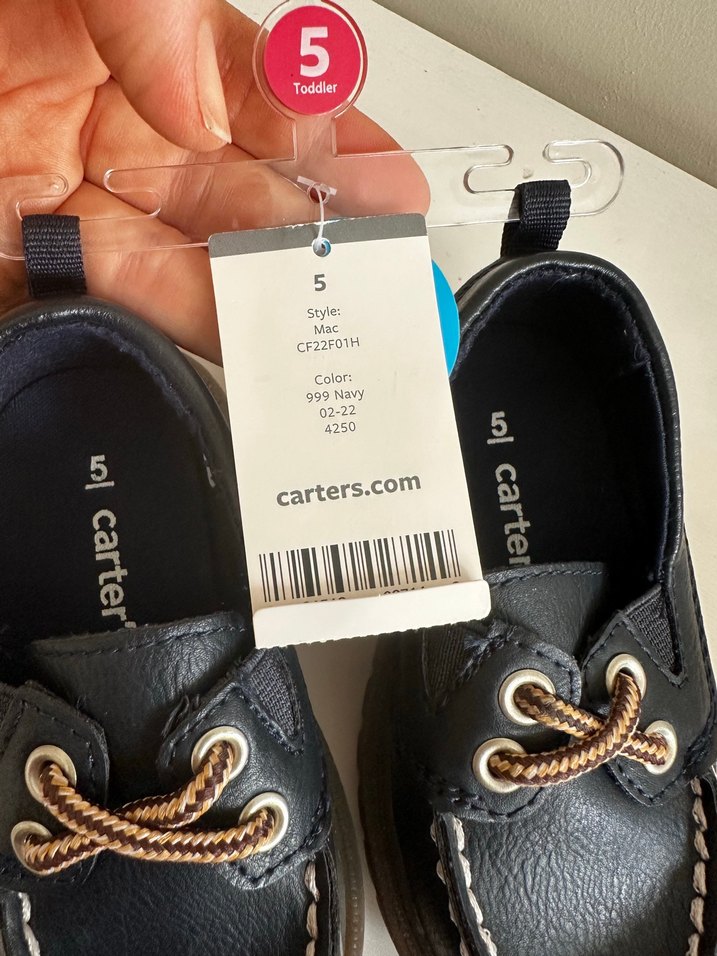 5
Toddler
5
Style:
Mac
CF22F01H
Color:
999 Navy
02-22
4250
carters.com
5| carter'
5| carter